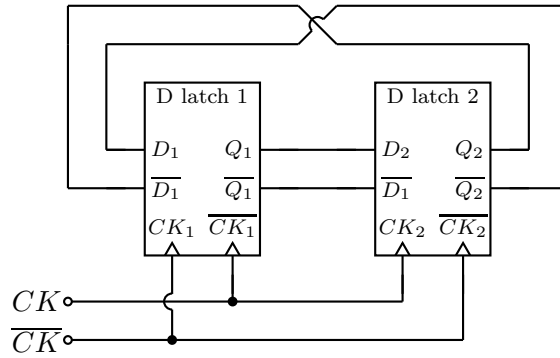 D latch 1
D latch 2
D₁ Q₁
D₂ Q₂
D̅₁̅ Q̅₁̅
D̅₁̅ Q̅₂̅
CK₁ C̅K̅₁̅
CK₂ C̅K̅₂̅
CK
C̅K̅